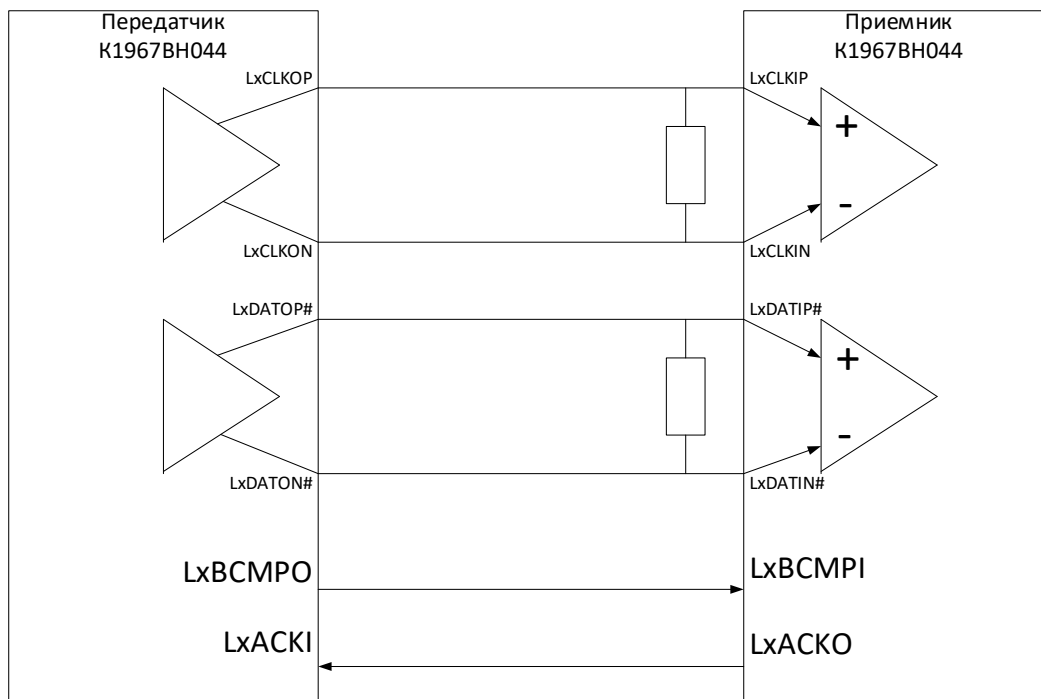 Передатчик
К1967ВН044
Приемник
К1967ВН044
LxCLKOP
LxCLKIP
+
-
LxCLKON
LxCLKIN
LxDATOP#
LxDATIP#
+
-
LxDATON#
LxDATIN#
LxBCMPO
LxBCMPI
LxACKI
LxACKO